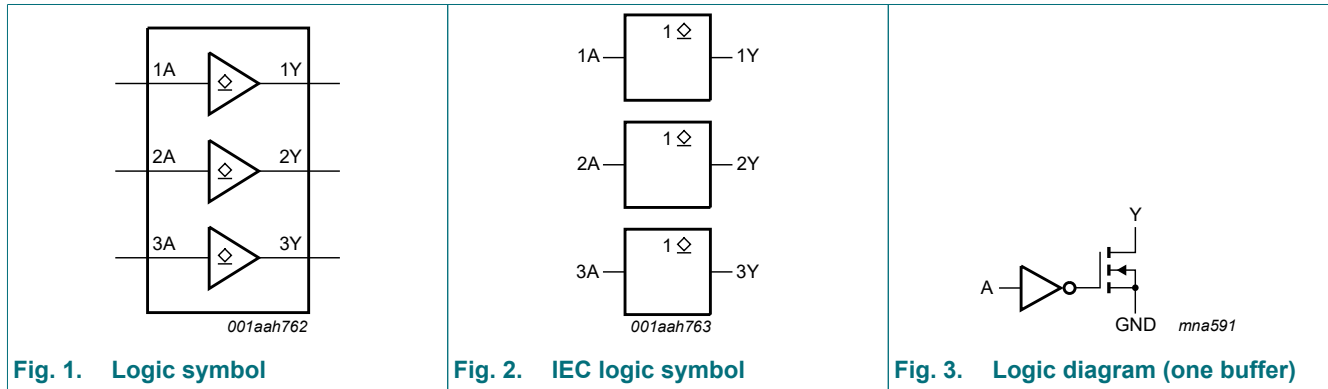 1A 1Y
2A 2Y
3A 3Y
001aah762
Fig. 1. Logic symbol
1
1A 1Y
1
2A 2Y
1
3A 3Y
001aah763
Fig. 2. IEC logic symbol
Y
A
GND mna591
Fig. 3. Logic diagram (one buffer)